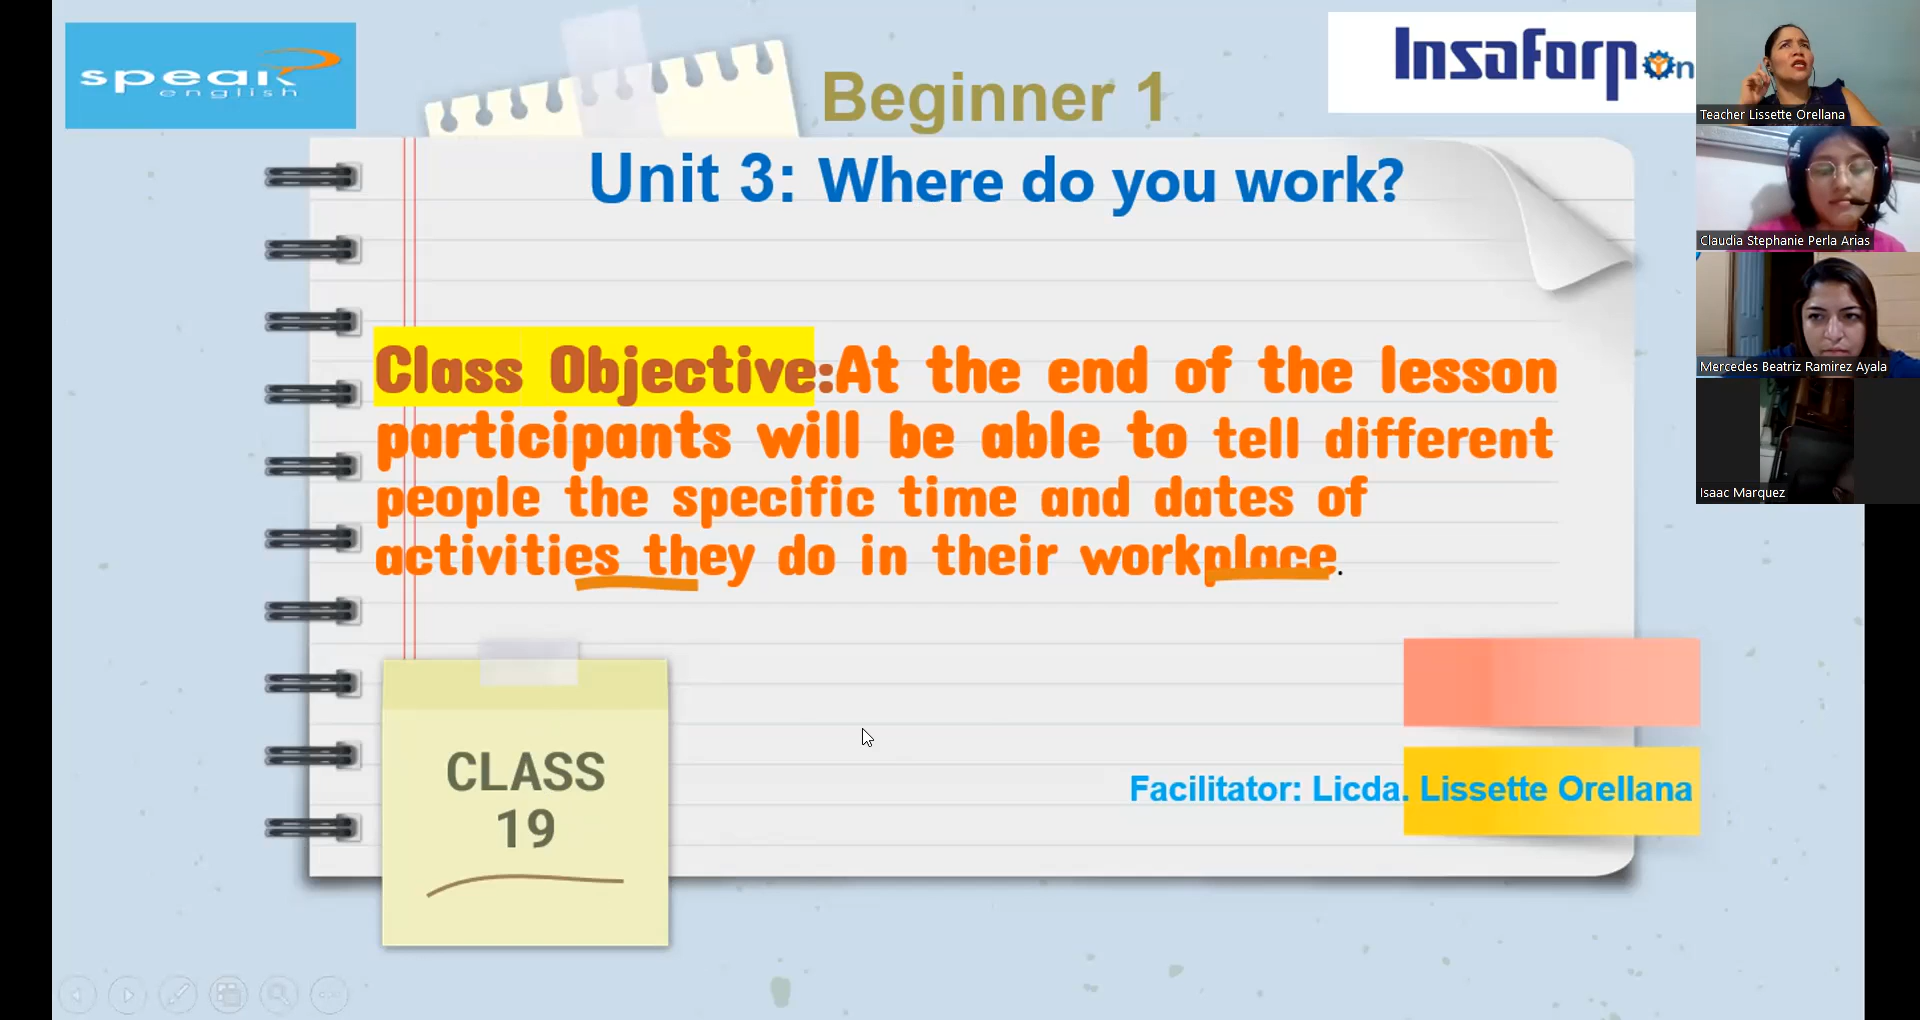 speak
english
Beginner 1
Insaforp
n
Unit 3: Where do you work?
Class Objective:At the end of the lesson
participants will be able to tell different
people the specific time and dates of
activities they do in their workplace.
CLASS
19
Facilitator: Licda. Lissette Orellana
Teacher Lissette Orellana
Claudia Stephanie Perla Arias
Mercedes Beatriz Ramirez Ayala
Isaac Marquez